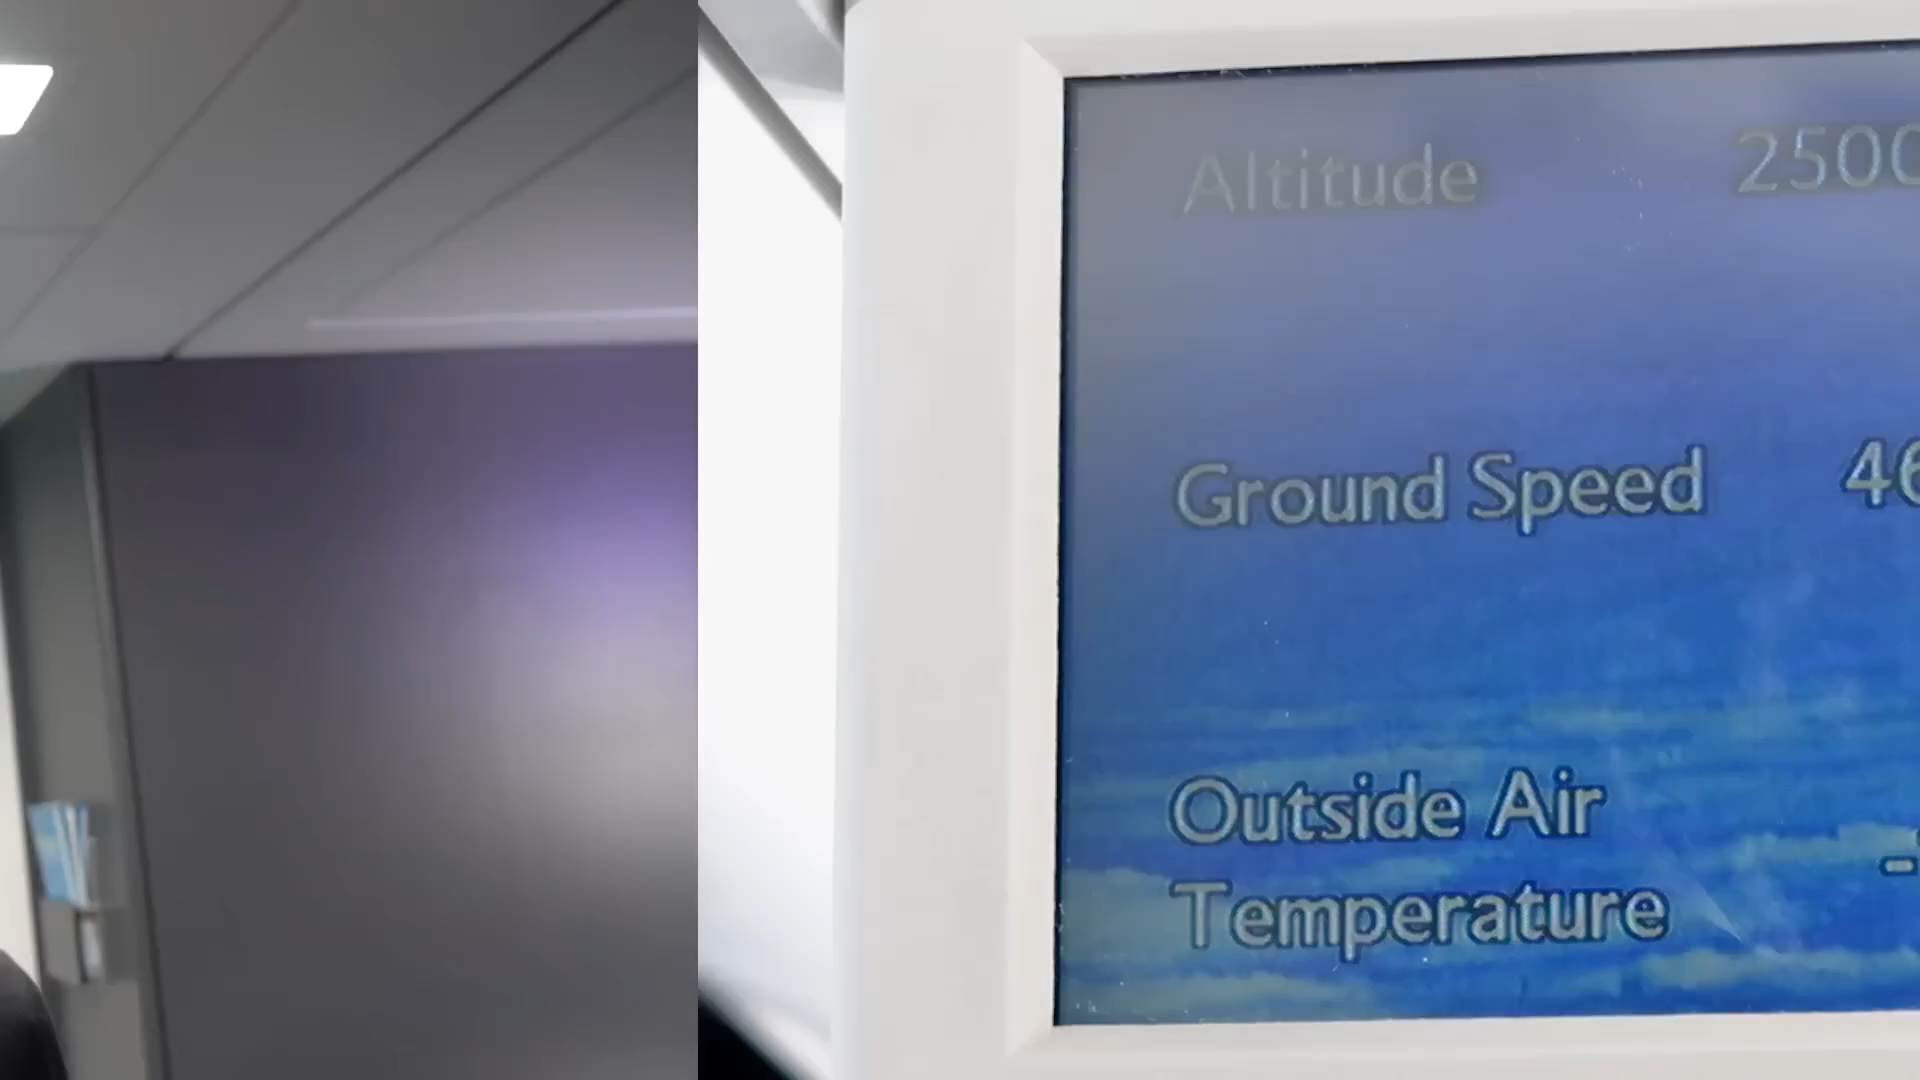 Altitude 2500
Ground Speed 46
Outside Air
Temperature -